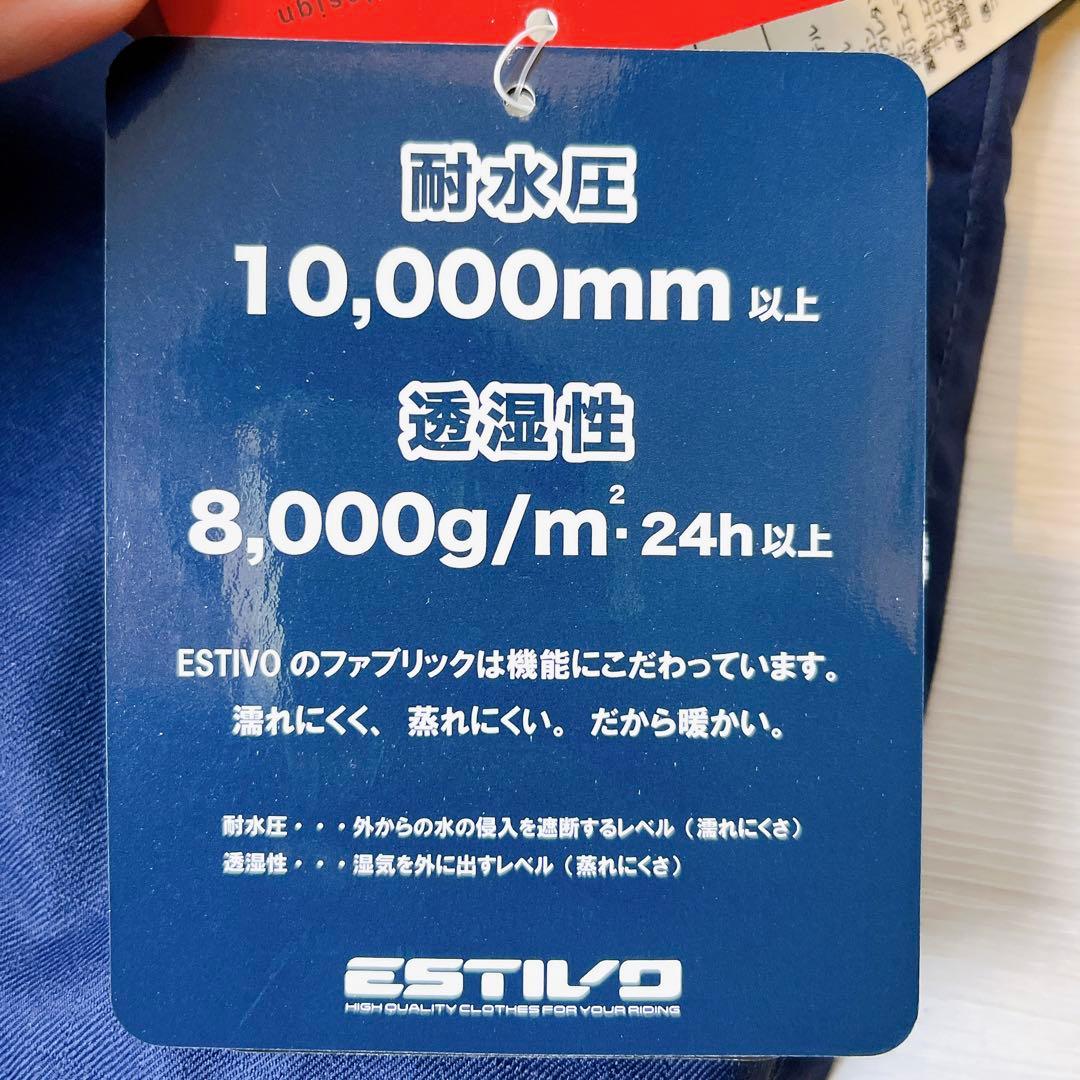 design
耐水圧
10,000mm 以上
透湿性
8,000g/m²・24h 以上
ESTIVO のファブリックは機能にこだわっています。
濡れにくく、 蒸れにくい。 だから暖かい。
耐水圧・・・外からの水の侵入を遮断するレベル（濡れにくさ）
透湿性・・・湿気を外に出すレベル（蒸れにくさ）
ESTIVO
HIGH QUALITY CLOTHES FOR YOUR RIDING